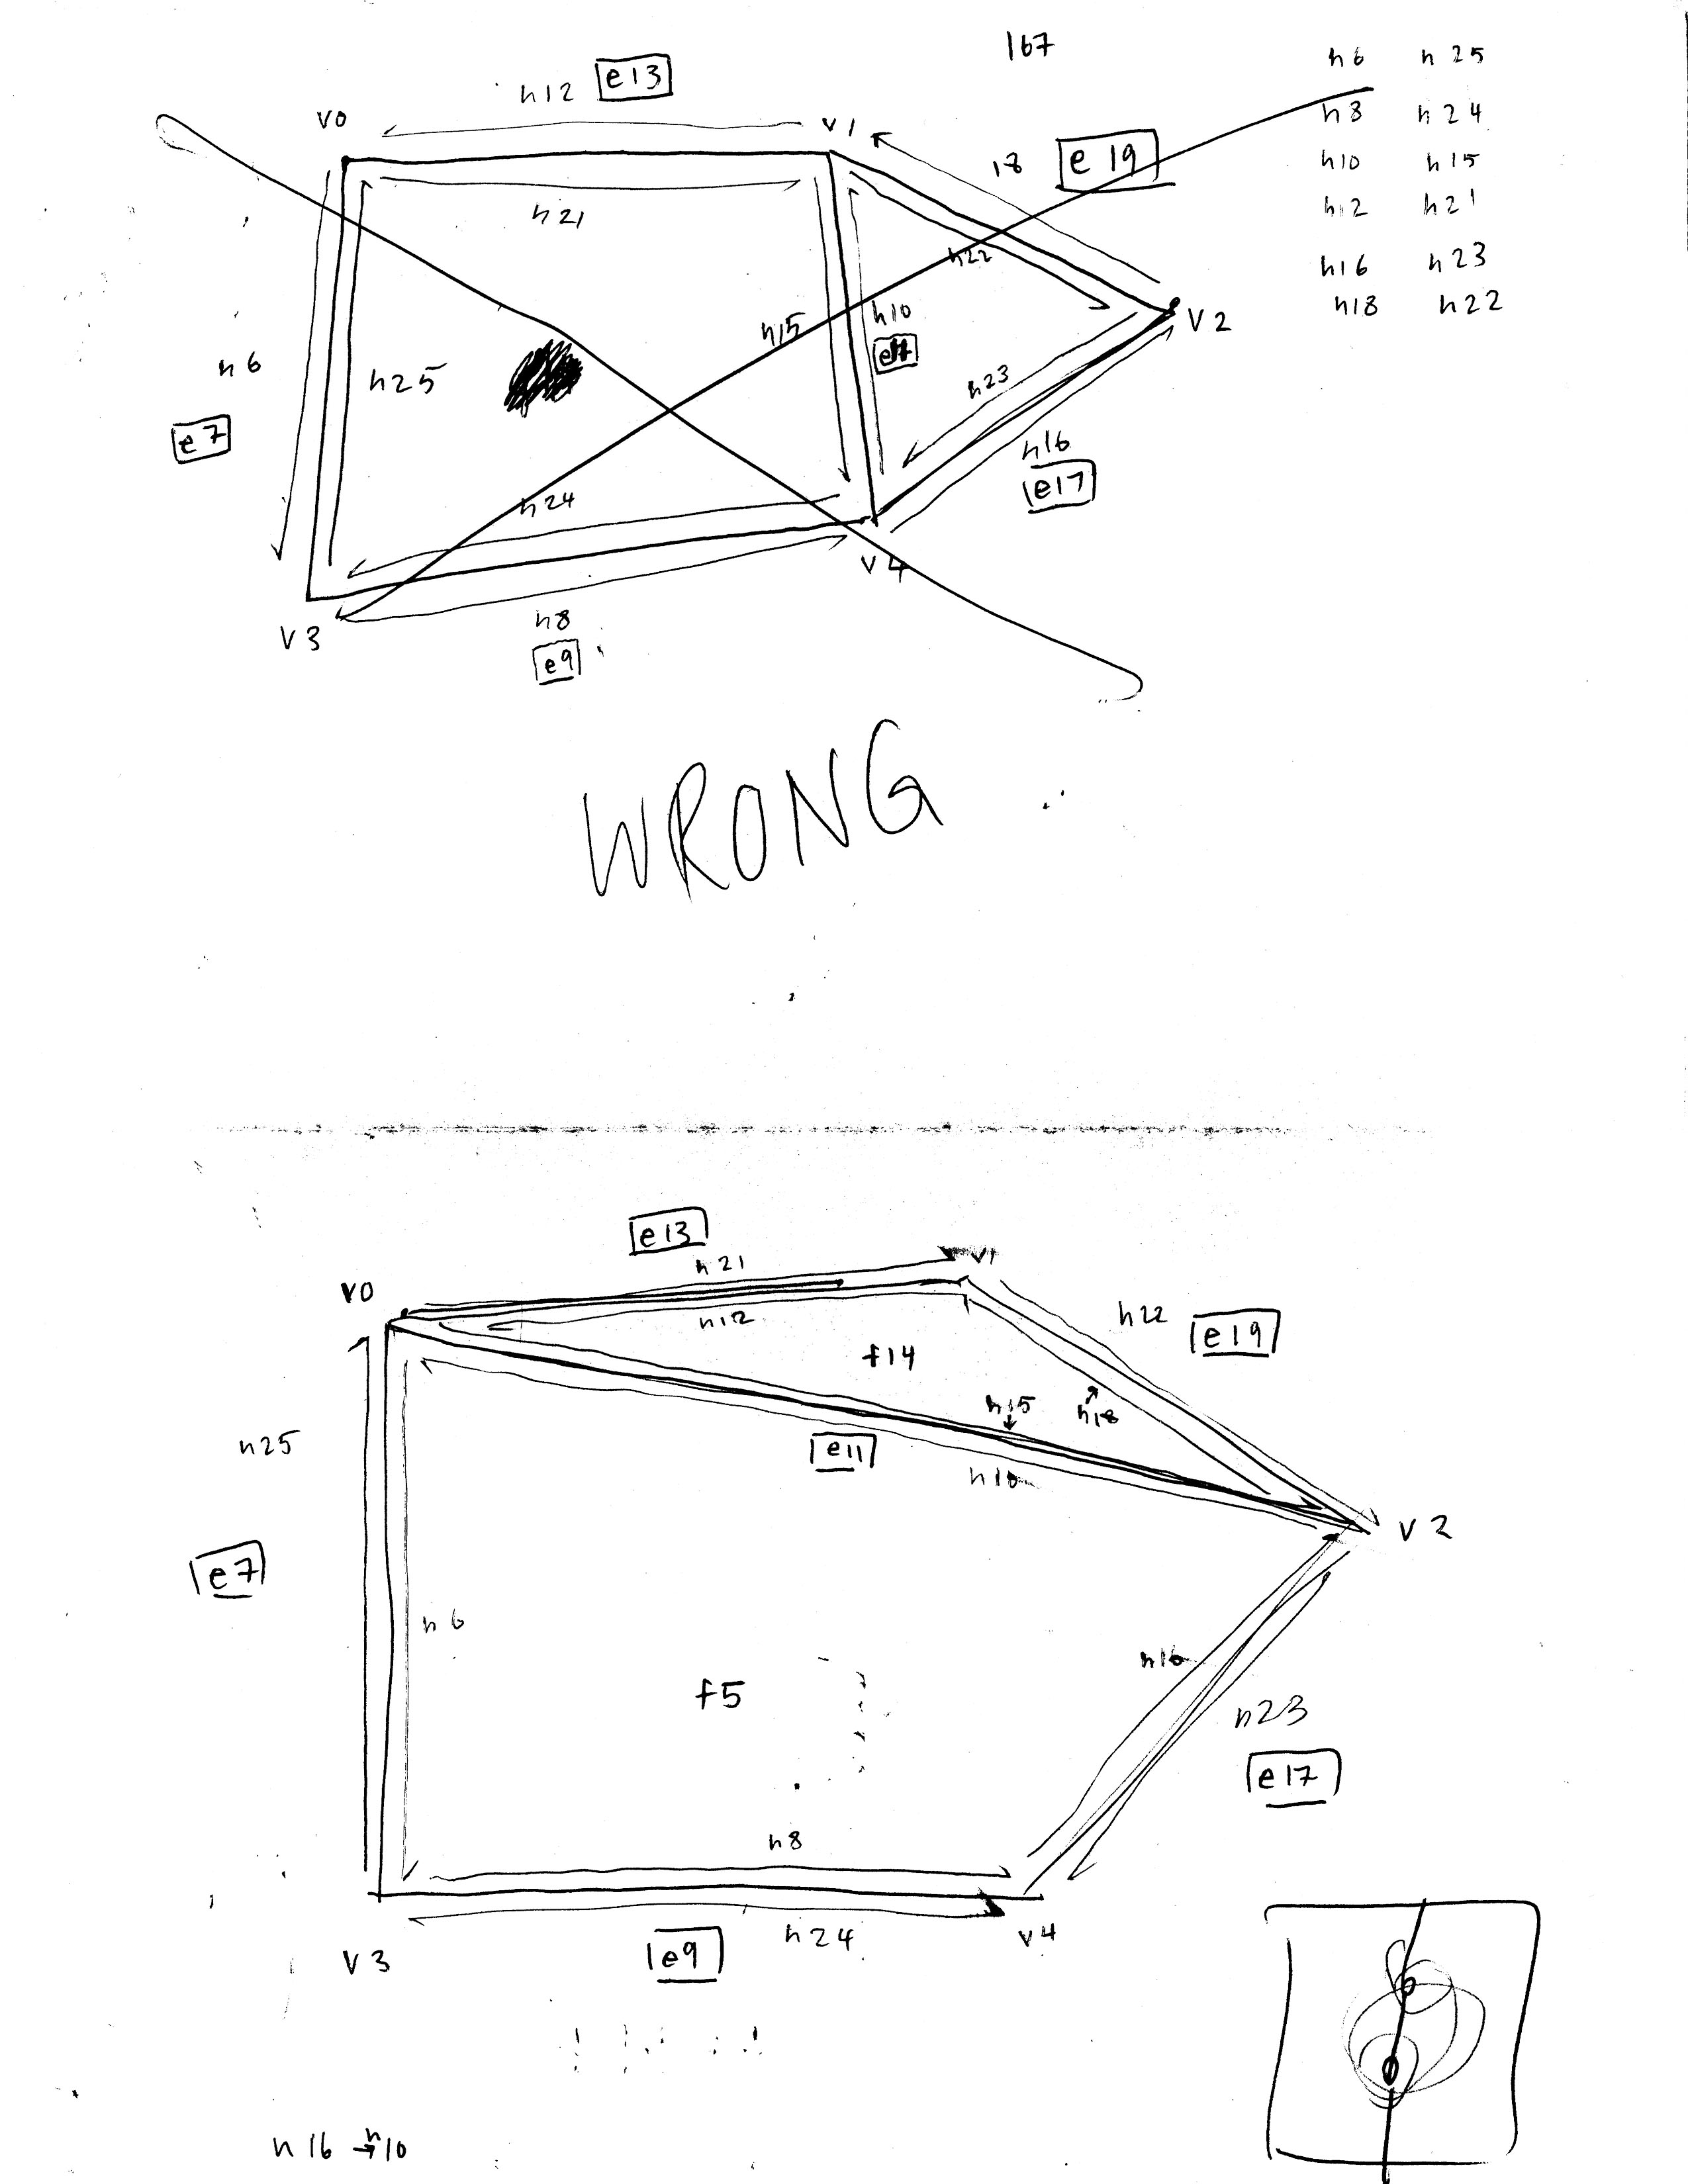 167
h6 h25
h8 h24
h10 h15
h12 h21
h16 h23
h18 h22
h12 e13
v0 v1
18 e19
h21
h22
h15 h10
v2
h6 h25
h23
e7
h16
e17
h24
v4
v3
h8
e9
WRONG
e13
h21 v1
v0
h12
h22 e19
f14
h15 h18
e11
h25
h10
v2
e7
h6
h16
f5
h23
e17
h8
h24
v4
e9
v3
h16 → h10